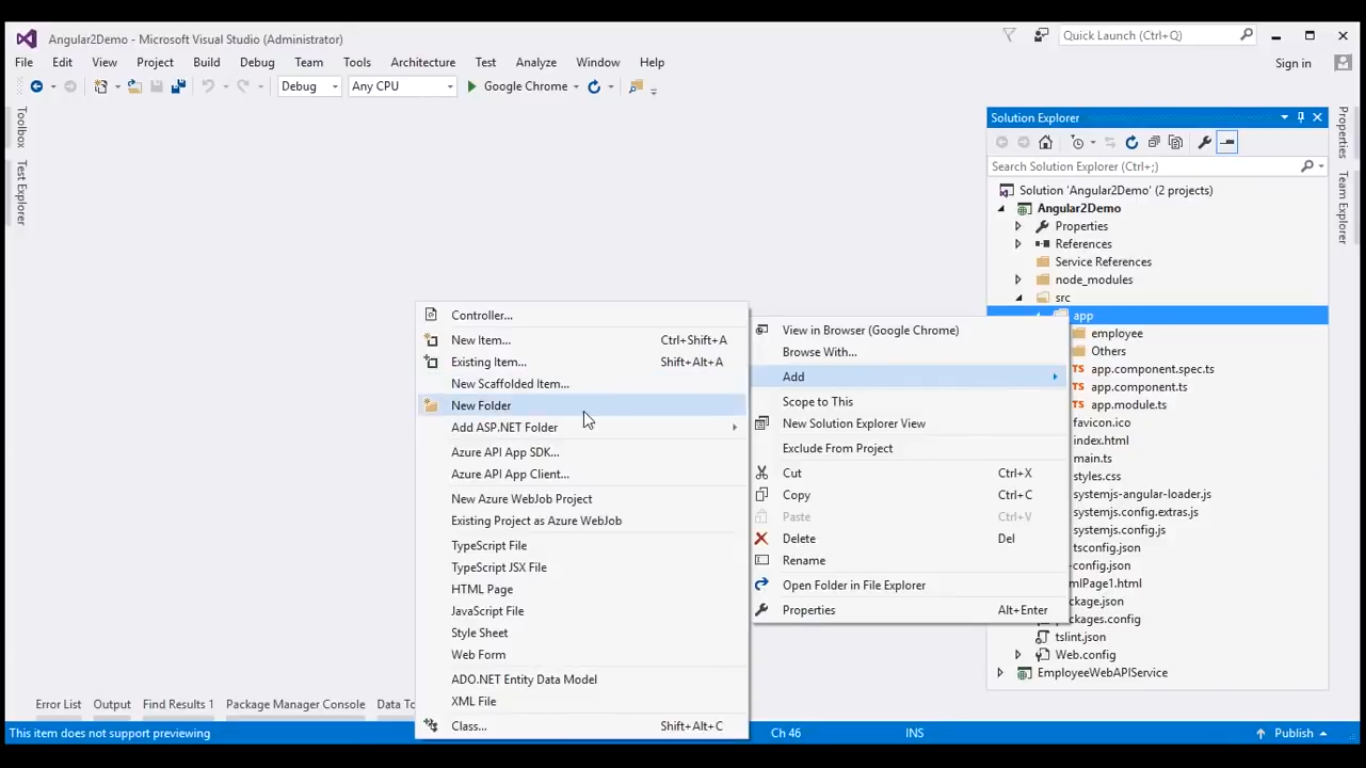 Angular2Demo - Microsoft Visual Studio (Administrator)
Quick Launch (Ctrl+Q)
File Edit View Project Build Debug Team Tools Architecture Test Analyze Window Help
Sign in
Debug Any CPU Google Chrome
Toolbox
Test Explorer
Solution Explorer
Search Solution Explorer (Ctrl+;)
Solution 'Angular2Demo' (2 projects)
Angular2Demo
Properties
References
Service References
node_modules
src
app
employee
Others
app.component.spec.ts
app.component.ts
app.module.ts
favicon.ico
index.html
main.ts
styles.css
systemjs-angular-loader.js
systemjs.config.extras.js
systemjs.config.js
tsconfig.json
-config.json
mlPage1.html
ckage.json
ckages.config
tslint.json
Web.config
EmployeeWebAPIService
Properties
Team Explorer
View in Browser (Google Chrome)
Browse With...
Add
Scope to This
New Solution Explorer View
Exclude From Project
Cut Ctrl+X
Copy Ctrl+C
Paste Ctrl+V
Delete Del
Rename
Open Folder in File Explorer
Properties Alt+Enter
Controller...
New Item... Ctrl+Shift+A
Existing Item... Shift+Alt+A
New Scaffolded Item...
New Folder
Add ASP.NET Folder
Azure API App SDK...
Azure API App Client...
New Azure WebJob Project
Existing Project as Azure WebJob
TypeScript File
TypeScript JSX File
HTML Page
JavaScript File
Style Sheet
Web Form
ADO.NET Entity Data Model
XML File
Class... Shift+Alt+C
Error List Output Find Results 1 Package Manager Console Data To
This item does not support previewing Ch 46 INS Publish